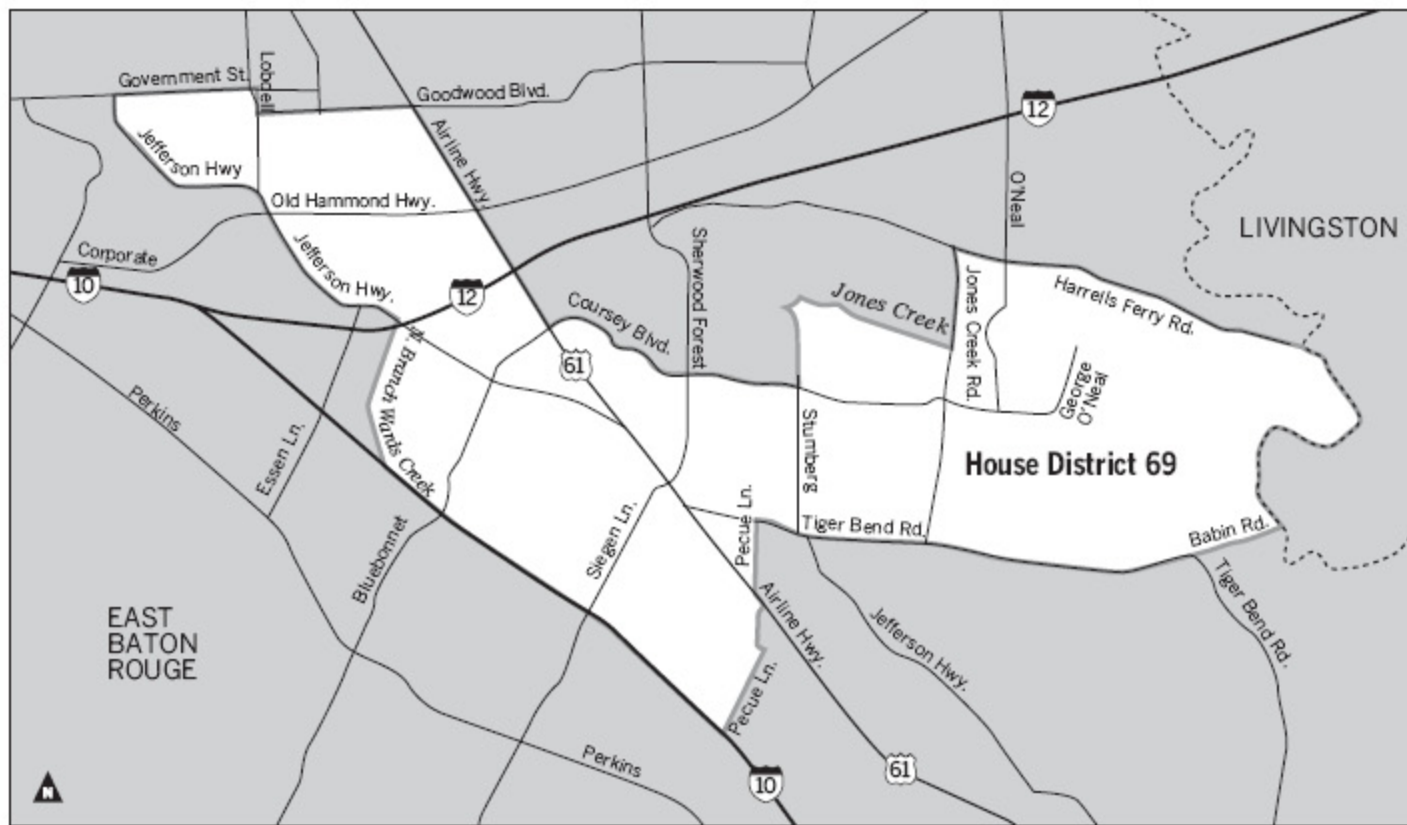 Government St.
Lobdell
Goodwood Blvd.
Airline Hwy.
Jefferson Hwy
Old Hammond Hwy.
12
O'Neal
LIVINGSTON
Corporate
10
Jefferson Hwy.
12
Coursey Blvd.
61
Sherwood Forest
Jones Creek
Jones Creek Rd.
Harrells Ferry Rd.
George
O'Neal
Perkins
Essen Ln.
Branch Wards Creek
Stumberg
House District 69
Bluebonnet
Siegen Ln.
Pecue Ln.
Tiger Bend Rd.
Babin Rd.
EAST
BATON
ROUGE
Airline Hwy.
Pecue Ln.
Jefferson Hwy.
Tiger Bend Rd.
Perkins
10
61
N